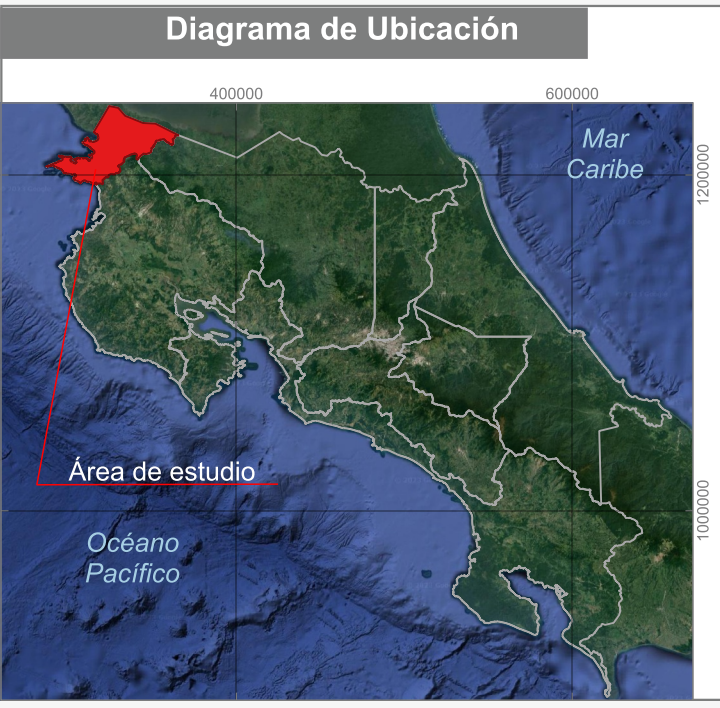 Diagrama de Ubicación
400000
600000
Mar
Caribe
1200000
Área de estudio
1000000
Océano
Pacífico